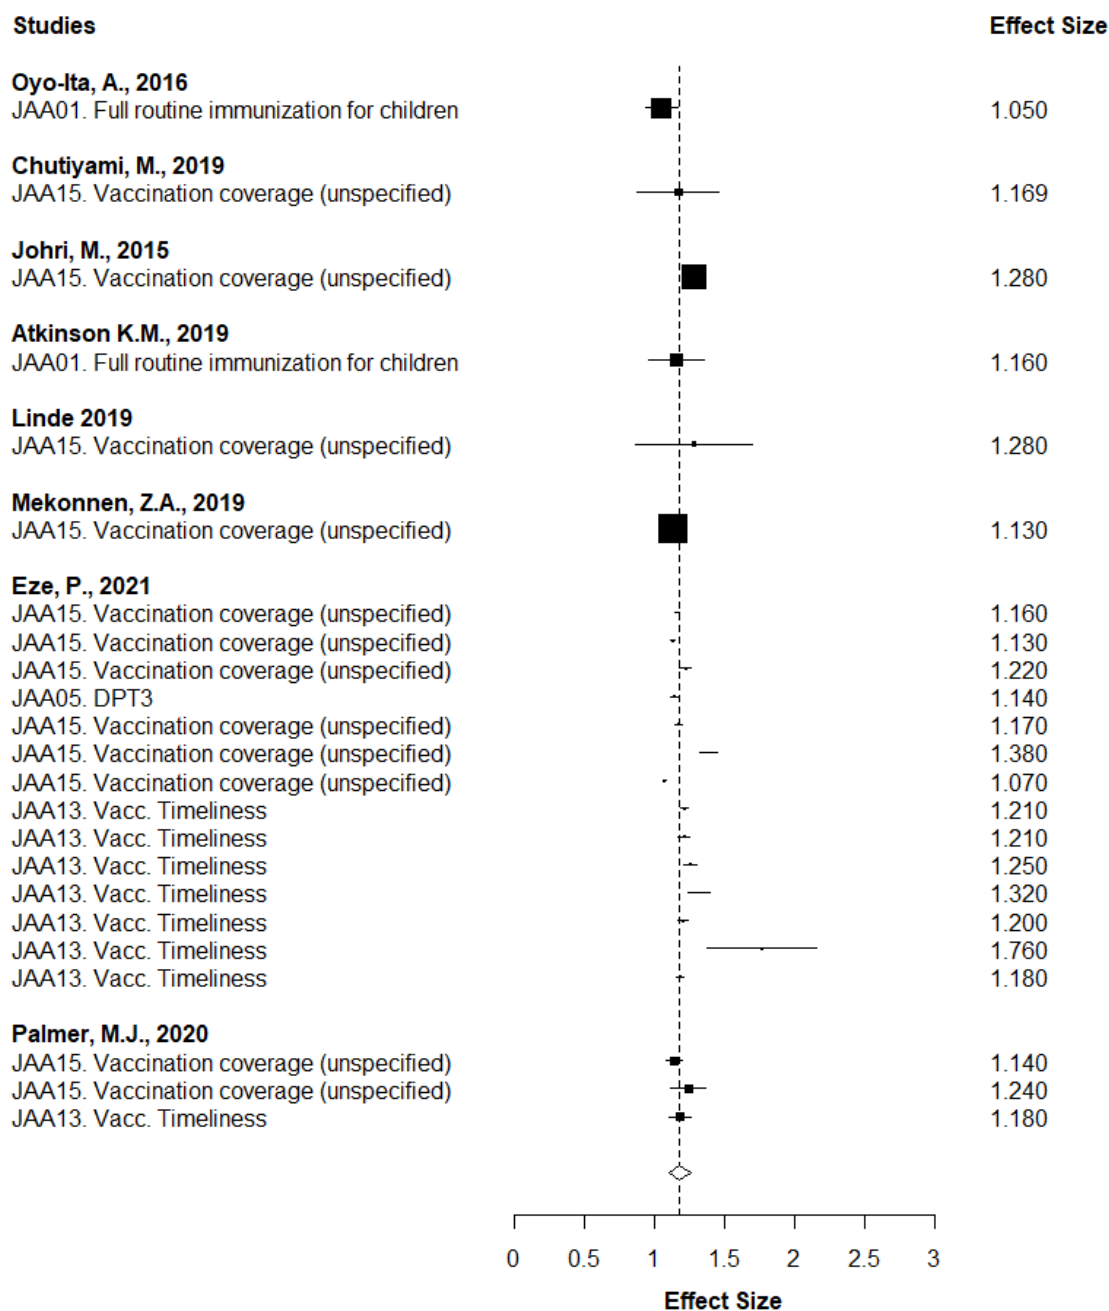 Studies Effect Size
Oyo-Ita, A., 2016
JAA01. Full routine immunization for children 1.050
Chutiyami, M., 2019
JAA15. Vaccination coverage (unspecified) 1.169
Johri, M., 2015
JAA15. Vaccination coverage (unspecified) 1.280
Atkinson K.M., 2019
JAA01. Full routine immunization for children 1.160
Linde 2019
JAA15. Vaccination coverage (unspecified) 1.280
Mekonnen, Z.A., 2019
JAA15. Vaccination coverage (unspecified) 1.130
Eze, P., 2021
JAA15. Vaccination coverage (unspecified) 1.160
JAA15. Vaccination coverage (unspecified) 1.130
JAA15. Vaccination coverage (unspecified) 1.220
JAA05. DPT3 1.140
JAA15. Vaccination coverage (unspecified) 1.170
JAA15. Vaccination coverage (unspecified) 1.380
JAA15. Vaccination coverage (unspecified) 1.070
JAA13. Vacc. Timeliness 1.210
JAA13. Vacc. Timeliness 1.210
JAA13. Vacc. Timeliness 1.250
JAA13. Vacc. Timeliness 1.320
JAA13. Vacc. Timeliness 1.200
JAA13. Vacc. Timeliness 1.760
JAA13. Vacc. Timeliness 1.180
Palmer, M.J., 2020
JAA15. Vaccination coverage (unspecified) 1.140
JAA15. Vaccination coverage (unspecified) 1.240
JAA13. Vacc. Timeliness 1.180
0 0.5 1 1.5 2 2.5 3
Effect Size